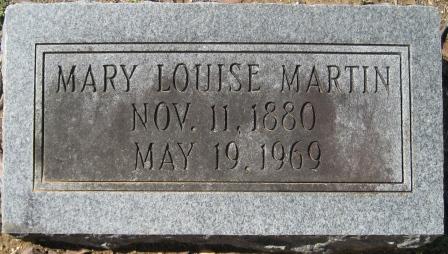 MARY LOUISE MARTIN
NOV. 11, 1880
MAY 19, 1969